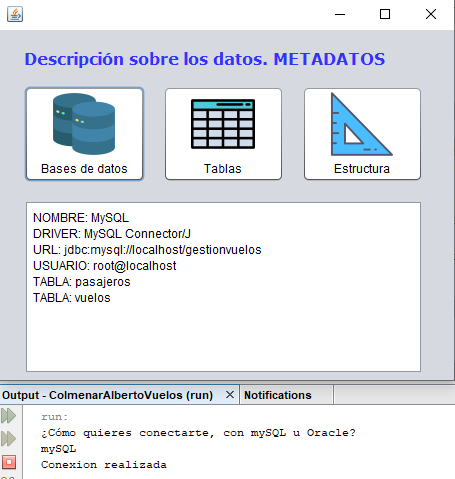 Descripción sobre los datos. METADATOS
Bases de datos
Tablas
Estructura
NOMBRE: MySQL
DRIVER: MySQL Connector/J
URL: jdbc:mysql://localhost/gestionvuelos
USUARIO: root@localhost
TABLA: pasajeros
TABLA: vuelos
Output - ColmenarAlbertoVuelos (run)
Notifications
run:
¿Cómo quieres conectarte, con mySQL u Oracle?
mySQL
Conexion realizada